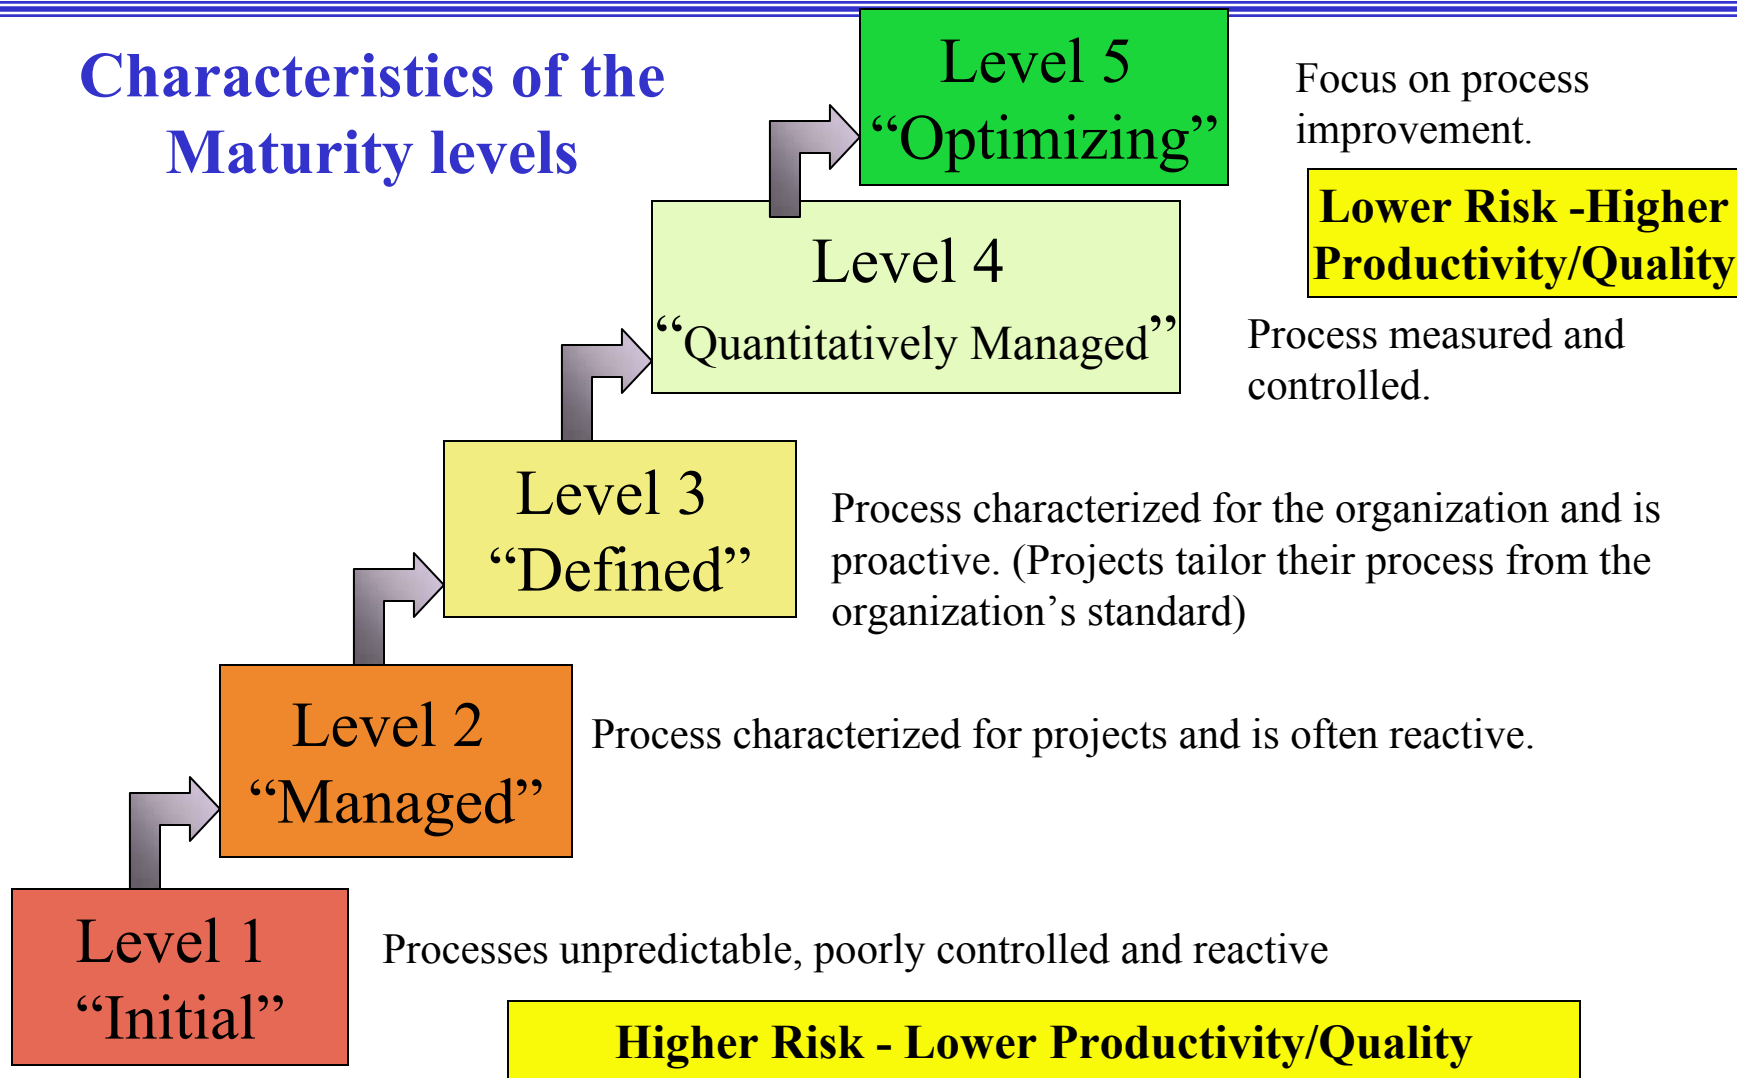 Characteristics of the
Maturity levels
Level 5
“Optimizing”
Focus on process
improvement.
Lower Risk -Higher
Productivity/Quality
Level 4
“Quantitatively Managed”
Process measured and
controlled.
Level 3
“Defined”
Process characterized for the organization and is
proactive. (Projects tailor their process from the
organization’s standard)
Level 2
“Managed”
Process characterized for projects and is often reactive.
Level 1
“Initial”
Processes unpredictable, poorly controlled and reactive
Higher Risk - Lower Productivity/Quality